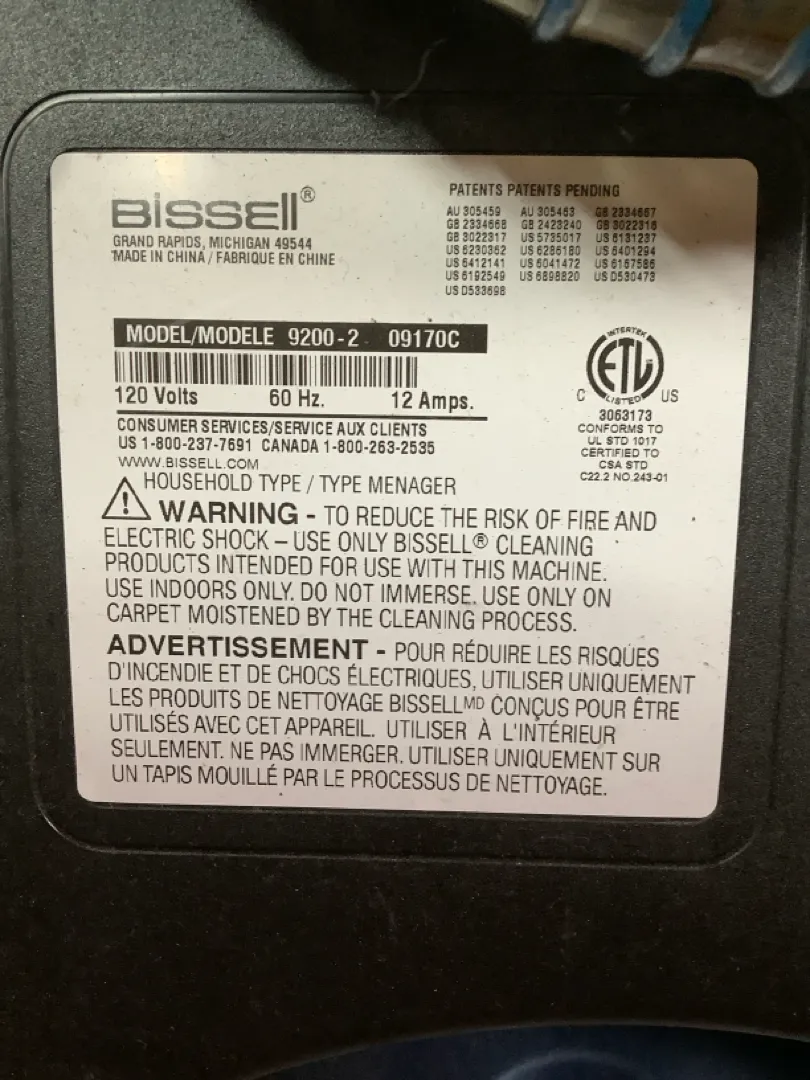 BISSELL®
GRAND RAPIDS, MICHIGAN 49544
MADE IN CHINA / FABRIQUE EN CHINE
PATENTS PATENTS PENDING
AU 305459 AU 305463 GB 2334667
GB 2334668 GB 2423240 GB 3022316
GB 3022317 US 5735017 US 6131237
US 6230362 US 6286180 US 6401294
US 6412141 US 6041472 US 6167586
US 6192549 US 6898820 US D530473
US D533698
MODEL/MODELE 9200-2 09170C
120 Volts 60 Hz. 12 Amps.
CONSUMER SERVICES/SERVICE AUX CLIENTS
US 1-800-237-7691 CANADA 1-800-263-2535
WWW.BISSELL.COM
HOUSEHOLD TYPE / TYPE MENAGER
INTERTEK
ETL
LISTED
C US
3063173
CONFORMS TO
UL STD 1017
CERTIFIED TO
CSA STD
C22.2 NO.243-01
WARNING - TO REDUCE THE RISK OF FIRE AND
ELECTRIC SHOCK – USE ONLY BISSELL® CLEANING
PRODUCTS INTENDED FOR USE WITH THIS MACHINE.
USE INDOORS ONLY. DO NOT IMMERSE. USE ONLY ON
CARPET MOISTENED BY THE CLEANING PROCESS.
ADVERTISSEMENT - POUR RÉDUIRE LES RISQUES
D'INCENDIE ET DE CHOCS ÉLECTRIQUES, UTILISER UNIQUEMENT
LES PRODUITS DE NETTOYAGE BISSELL MD CONÇUS POUR ÊTRE
UTILISÉS AVEC CET APPAREIL. UTILISER À L'INTÉRIEUR
SEULEMENT. NE PAS IMMERGER. UTILISER UNIQUEMENT SUR
UN TAPIS MOUILLÉ PAR LE PROCESSUS DE NETTOYAGE.